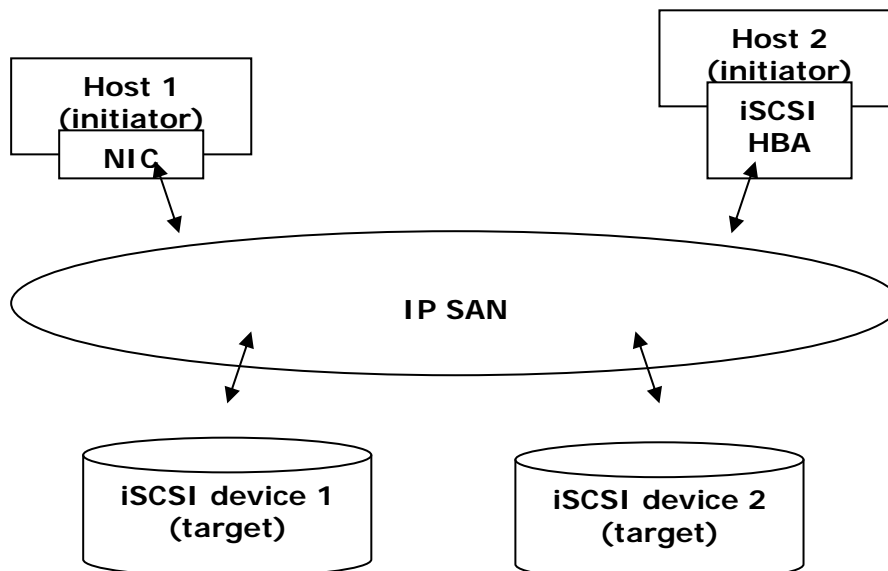 Host 1
(initiator)
NIC
Host 2
(initiator)
iSCSI
HBA
IP SAN
iSCSI device 1
(target)
iSCSI device 2
(target)